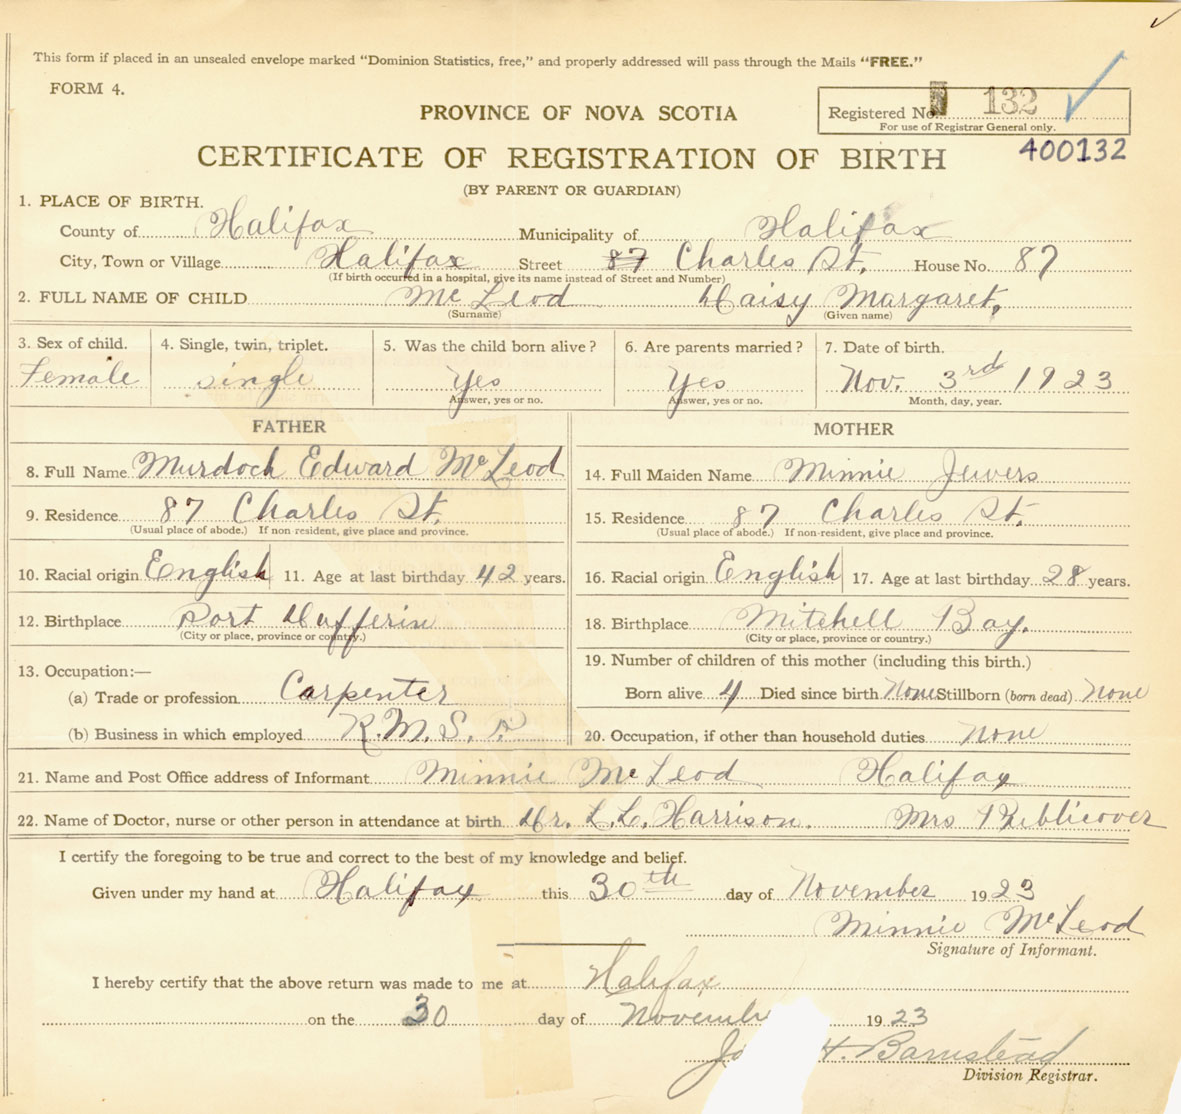 This form if placed in an unsealed envelope marked "Dominion Statistics, free," and properly addressed will pass through the Mails "FREE."
FORM 4.
PROVINCE OF NOVA SCOTIA
Registered No. 132
For use of Registrar General only.
400132
CERTIFICATE OF REGISTRATION OF BIRTH
(BY PARENT OR GUARDIAN)
1. PLACE OF BIRTH.
County of Halifax Municipality of Halifax
City, Town or Village Halifax Street 87 Charles St. House No. 87
(If birth occurred in a hospital, give its name instead of Street and Number)
2. FULL NAME OF CHILD McLeod Daisy Margaret,
(Surname) (Given name)
3. Sex of child. 4. Single, twin, triplet. 5. Was the child born alive? 6. Are parents married? 7. Date of birth.
Female single Yes Yes Nov. 3rd 1923
Answer, yes or no. Answer, yes or no. Month, day, year.
FATHER MOTHER
8. Full Name Murdoch Edward McLeod 14. Full Maiden Name Minnie Jewers
9. Residence 87 Charles St. 15. Residence 87 Charles St.
(Usual place of abode.) If non-resident, give place and province. (Usual place of abode.) If non-resident, give place and province.
10. Racial origin English 11. Age at last birthday 42 years. 16. Racial origin English 17. Age at last birthday 28 years.
12. Birthplace Port Dufferin 18. Birthplace Mitchell Bay.
(City or place, province or country.) (City or place, province or country.)
13. Occupation:— 19. Number of children of this mother (including this birth.)
(a) Trade or profession Carpenter Born alive 4 Died since birth None Stillborn (born dead) None
(b) Business in which employed R.M.S. 20. Occupation, if other than household duties None
21. Name and Post Office address of Informant Minnie McLeod Halifax
22. Name of Doctor, nurse or other person in attendance at birth Dr. L.L. Harrison. Mrs
I certify the foregoing to be true and correct to the best of my knowledge and belief.
Given under my hand at Halifax this 30th day of November 1923
Minnie McLeod
Signature of Informant.
I hereby certify that the above return was made to me at Halifax
on the 30 day of Novembe 1923
H. Barnstead
Division Registrar.